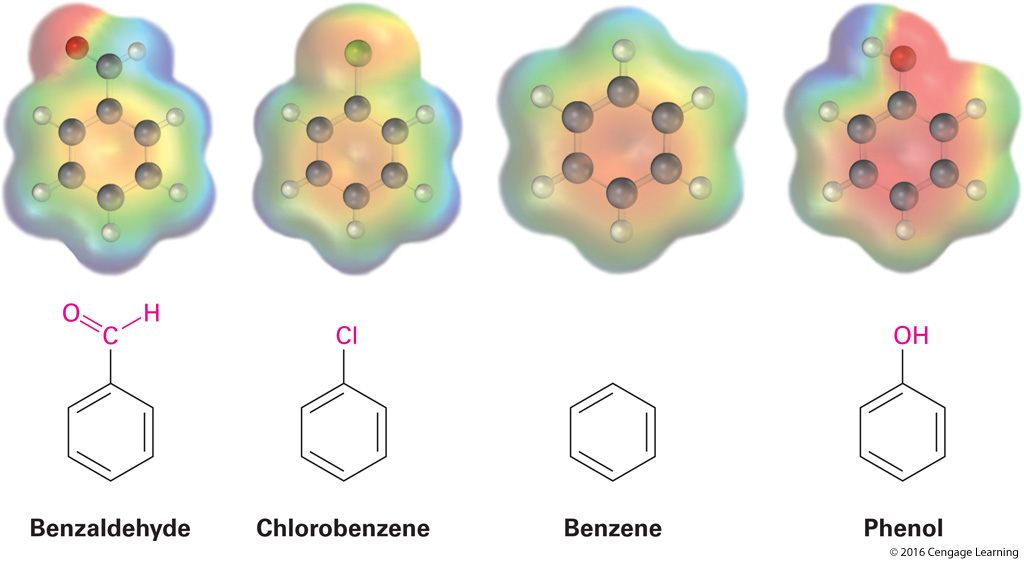 O
C
H
Cl
OH
Benzaldehyde
Chlorobenzene
Benzene
Phenol
© 2016 Cengage Learning